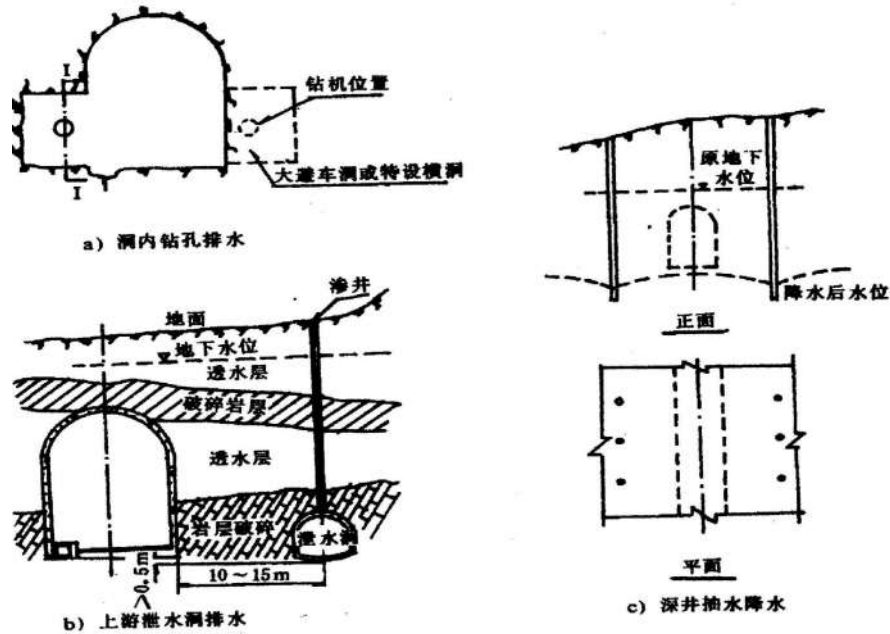 I
I
钻机位置
大避车洞或特设横洞
a) 洞内钻孔排水
渗井
地面
地下水位
透水层
破碎岩层
透水层
岩层破碎
泄水洞
>0.5m
10~15m
b) 上游泄水洞排水
原地下
水位
降水后水位
正面
平面
c) 深井抽水降水